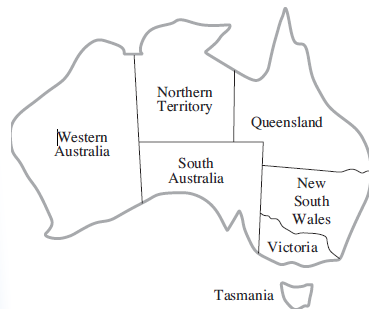 Northern
Territory
Queensland
Western
Australia
South
Australia
New
South
Wales
Victoria
Tasmania